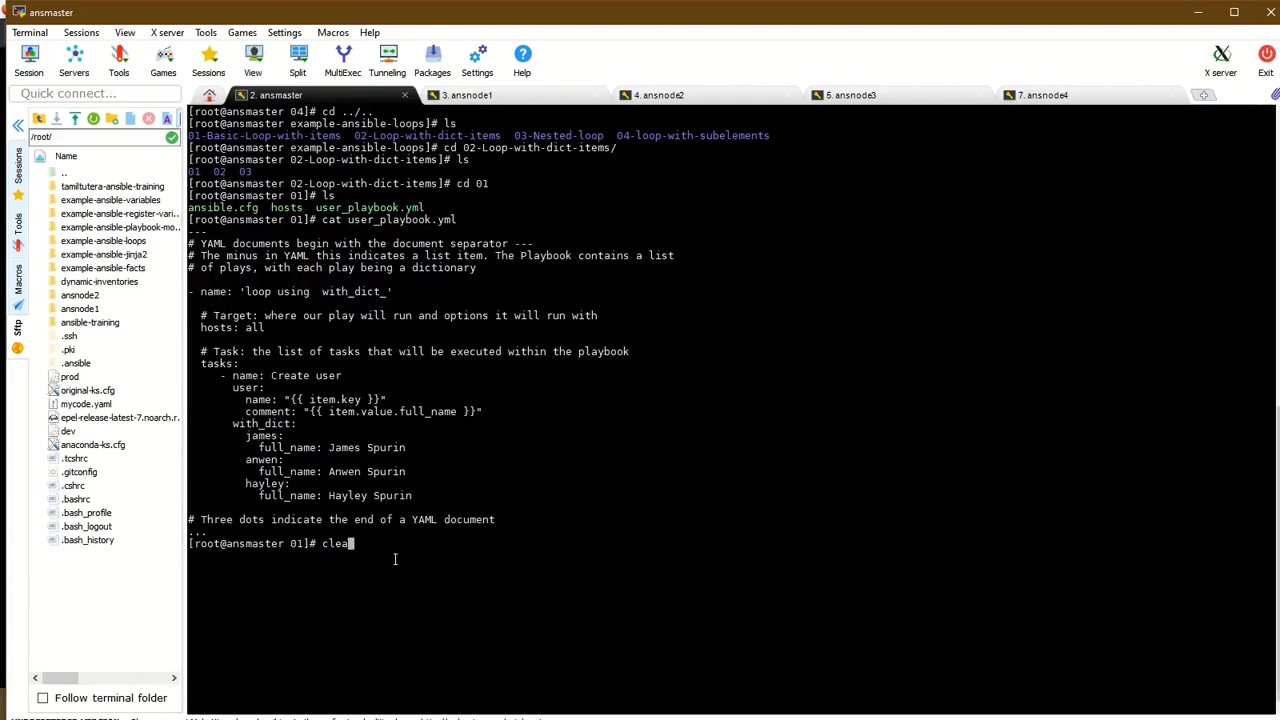 ansmaster
Terminal Sessions View X server Tools Games Settings Macros Help
Session Servers Tools Games Sessions View Split MultiExec Tunneling Packages Settings Help X server Exit
Quick connect...
2. ansmaster
3. ansnode1
4. ansnode2
5. ansnode3
7. ansnode4
/root/
Name
..
tamiltutera-ansible-training
example-ansible-variables
example-ansible-register-vari...
example-ansible-playbook-mo...
example-ansible-loops
example-ansible-jinja2
example-ansible-facts
dynamic-inventories
ansnode2
ansnode1
ansible-training
.ssh
.pki
.ansible
prod
original-ks.cfg
mycode.yaml
epel-release-latest-7.noarch.r...
dev
anaconda-ks.cfg
.tcshrc
.gitconfig
.cshrc
.bashrc
.bash_profile
.bash_logout
.bash_history
Follow terminal folder
Sessions
Tools
Macros
Sftp
[root@ansmaster 04]# cd ../..
[root@ansmaster example-ansible-loops]# ls
01-Basic-Loop-with-items 02-Loop-with-dict-items 03-Nested-loop 04-loop-with-subelements
[root@ansmaster example-ansible-loops]# cd 02-Loop-with-dict-items/
[root@ansmaster 02-Loop-with-dict-items]# ls
01 02 03
[root@ansmaster 02-Loop-with-dict-items]# cd 01
[root@ansmaster 01]# ls
ansible.cfg hosts user_playbook.yml
[root@ansmaster 01]# cat user_playbook.yml
---
# YAML documents begin with the document separator ---
# The minus in YAML this indicates a list item. The Playbook contains a list
# of plays, with each play being a dictionary
- name: 'loop using  with_dict_'
# Target: where our play will run and options it will run with
hosts: all
# Task: the list of tasks that will be executed within the playbook
tasks:
- name: Create user
user:
name: "{{ item.key }}"
comment: "{{ item.value.full_name }}"
with_dict:
james:
full_name: James Spurin
anwen:
full_name: Anwen Spurin
hayley:
full_name: Hayley Spurin
# Three dots indicate the end of a YAML document
...
[root@ansmaster 01]# clea